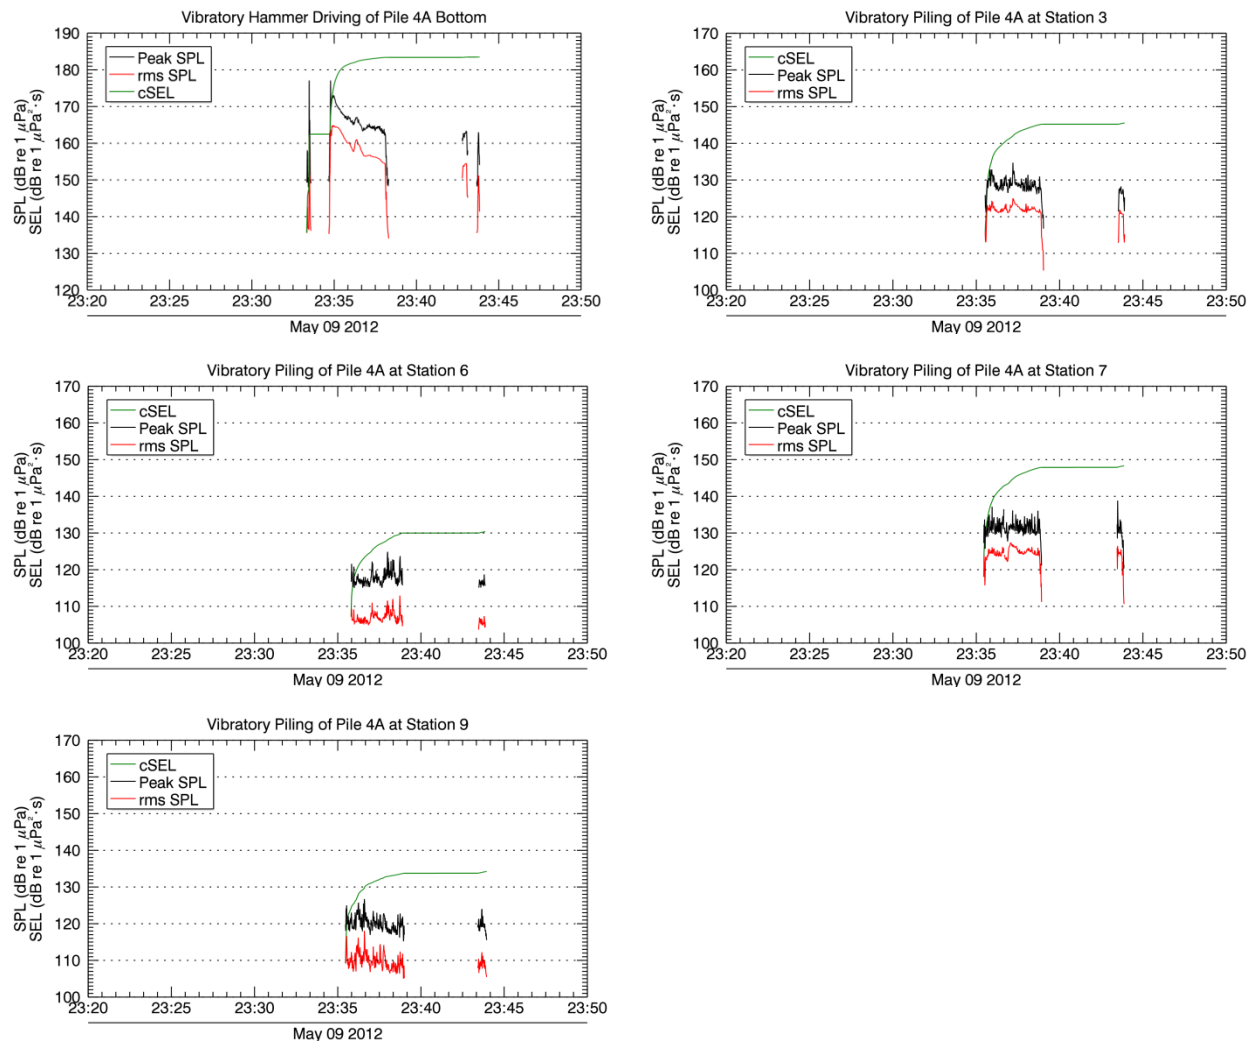 Vibratory Hammer Driving of Pile 4A Bottom
190
180
170
160
150
140
130
120
SPL (dB re 1 μPa)
SEL (dB re 1 μPa²·s)
Peak SPL
rms SPL
cSEL
23:20 23:25 23:30 23:35 23:40 23:45 23:50
May 09 2012
Vibratory Piling of Pile 4A at Station 3
170
160
150
140
130
120
110
100
SPL (dB re 1 μPa)
SEL (dB re 1 μPa²·s)
cSEL
Peak SPL
rms SPL
23:20 23:25 23:30 23:35 23:40 23:45 23:50
May 09 2012
Vibratory Piling of Pile 4A at Station 6
170
160
150
140
130
120
110
100
SPL (dB re 1 μPa)
SEL (dB re 1 μPa²·s)
cSEL
Peak SPL
rms SPL
23:20 23:25 23:30 23:35 23:40 23:45 23:50
May 09 2012
Vibratory Piling of Pile 4A at Station 7
170
160
150
140
130
120
110
100
SPL (dB re 1 μPa)
SEL (dB re 1 μPa²·s)
cSEL
Peak SPL
rms SPL
23:20 23:25 23:30 23:35 23:40 23:45 23:50
May 09 2012
Vibratory Piling of Pile 4A at Station 9
170
160
150
140
130
120
110
100
SPL (dB re 1 μPa)
SEL (dB re 1 μPa²·s)
cSEL
Peak SPL
rms SPL
23:20 23:25 23:30 23:35 23:40 23:45 23:50
May 09 2012